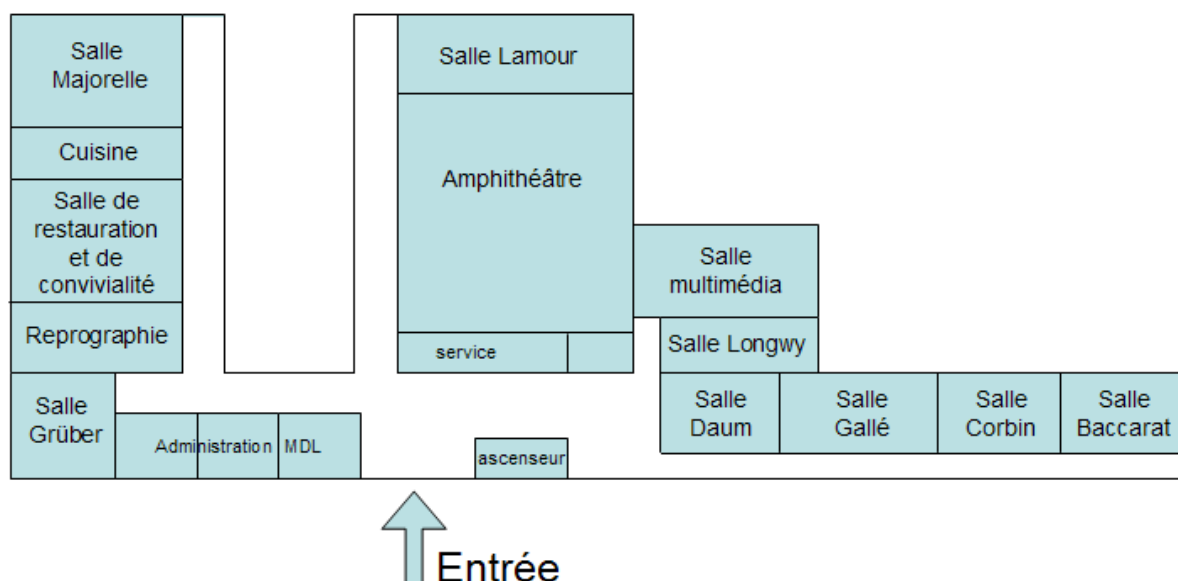 Salle
Majorelle
Salle Lamour
Cuisine
Amphithéâtre
Salle de
restauration
et de
convivialité
Salle
multimédia
Reprographie
service
Salle Longwy
Salle
Grüber
Administration
MDL
ascenseur
Salle
Daum
Salle
Gallé
Salle
Corbin
Salle
Baccarat
Entrée